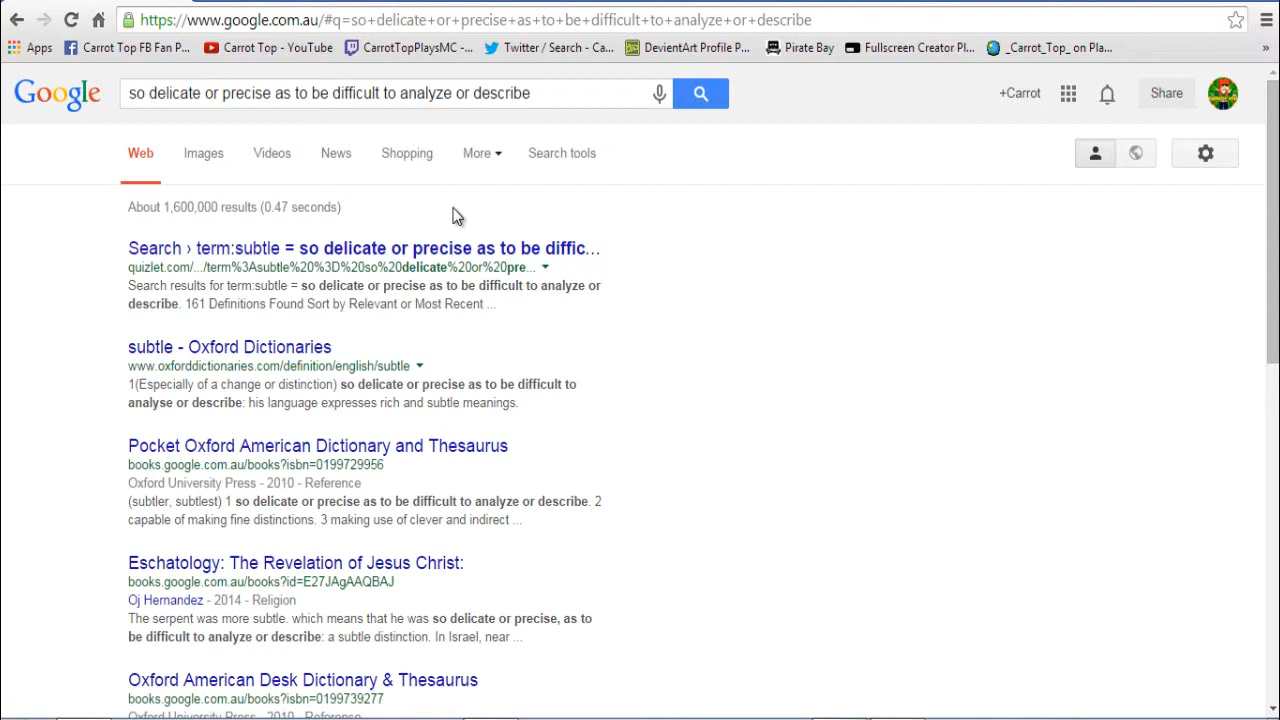 https://www.google.com.au/#q=so+delicate+or+precise+as+to+be+difficult+to+analyze+or+describe
Apps Carrot Top FB Fan P... Carrot Top - YouTube CarrotTopPlaysMC -... Twitter / Search - Ca... DevientArt Profile P... Pirate Bay Fullscreen Creator Pl... _Carrot_Top_ on Pla... »
Google so delicate or precise as to be difficult to analyze or describe +Carrot Share
Web Images Videos News Shopping More Search tools
About 1,600,000 results (0.47 seconds)
Search › term:subtle = so delicate or precise as to be diffic...
quizlet.com/.../term%3Asubtle%20%3D%20so%20delicate%20or%20pre...
Search results for term:subtle = so delicate or precise as to be difficult to analyze or
describe. 161 Definitions Found Sort by Relevant or Most Recent ...
subtle - Oxford Dictionaries
www.oxforddictionaries.com/definition/english/subtle
1(Especially of a change or distinction) so delicate or precise as to be difficult to
analyse or describe: his language expresses rich and subtle meanings.
Pocket Oxford American Dictionary and Thesaurus
books.google.com.au/books?isbn=0199729956
Oxford University Press - 2010 - Reference
(subtler, subtlest) 1 so delicate or precise as to be difficult to analyze or describe. 2
capable of making fine distinctions. 3 making use of clever and indirect ...
Eschatology: The Revelation of Jesus Christ:
books.google.com.au/books?id=E27JAgAAQBAJ
Oj Hernandez - 2014 - Religion
The serpent was more subtle. which means that he was so delicate or precise, as to
be difficult to analyze or describe: a subtle distinction. In Israel, near ...
Oxford American Desk Dictionary & Thesaurus
books.google.com.au/books?isbn=0199739277
Oxford University Press - 2010 - Reference